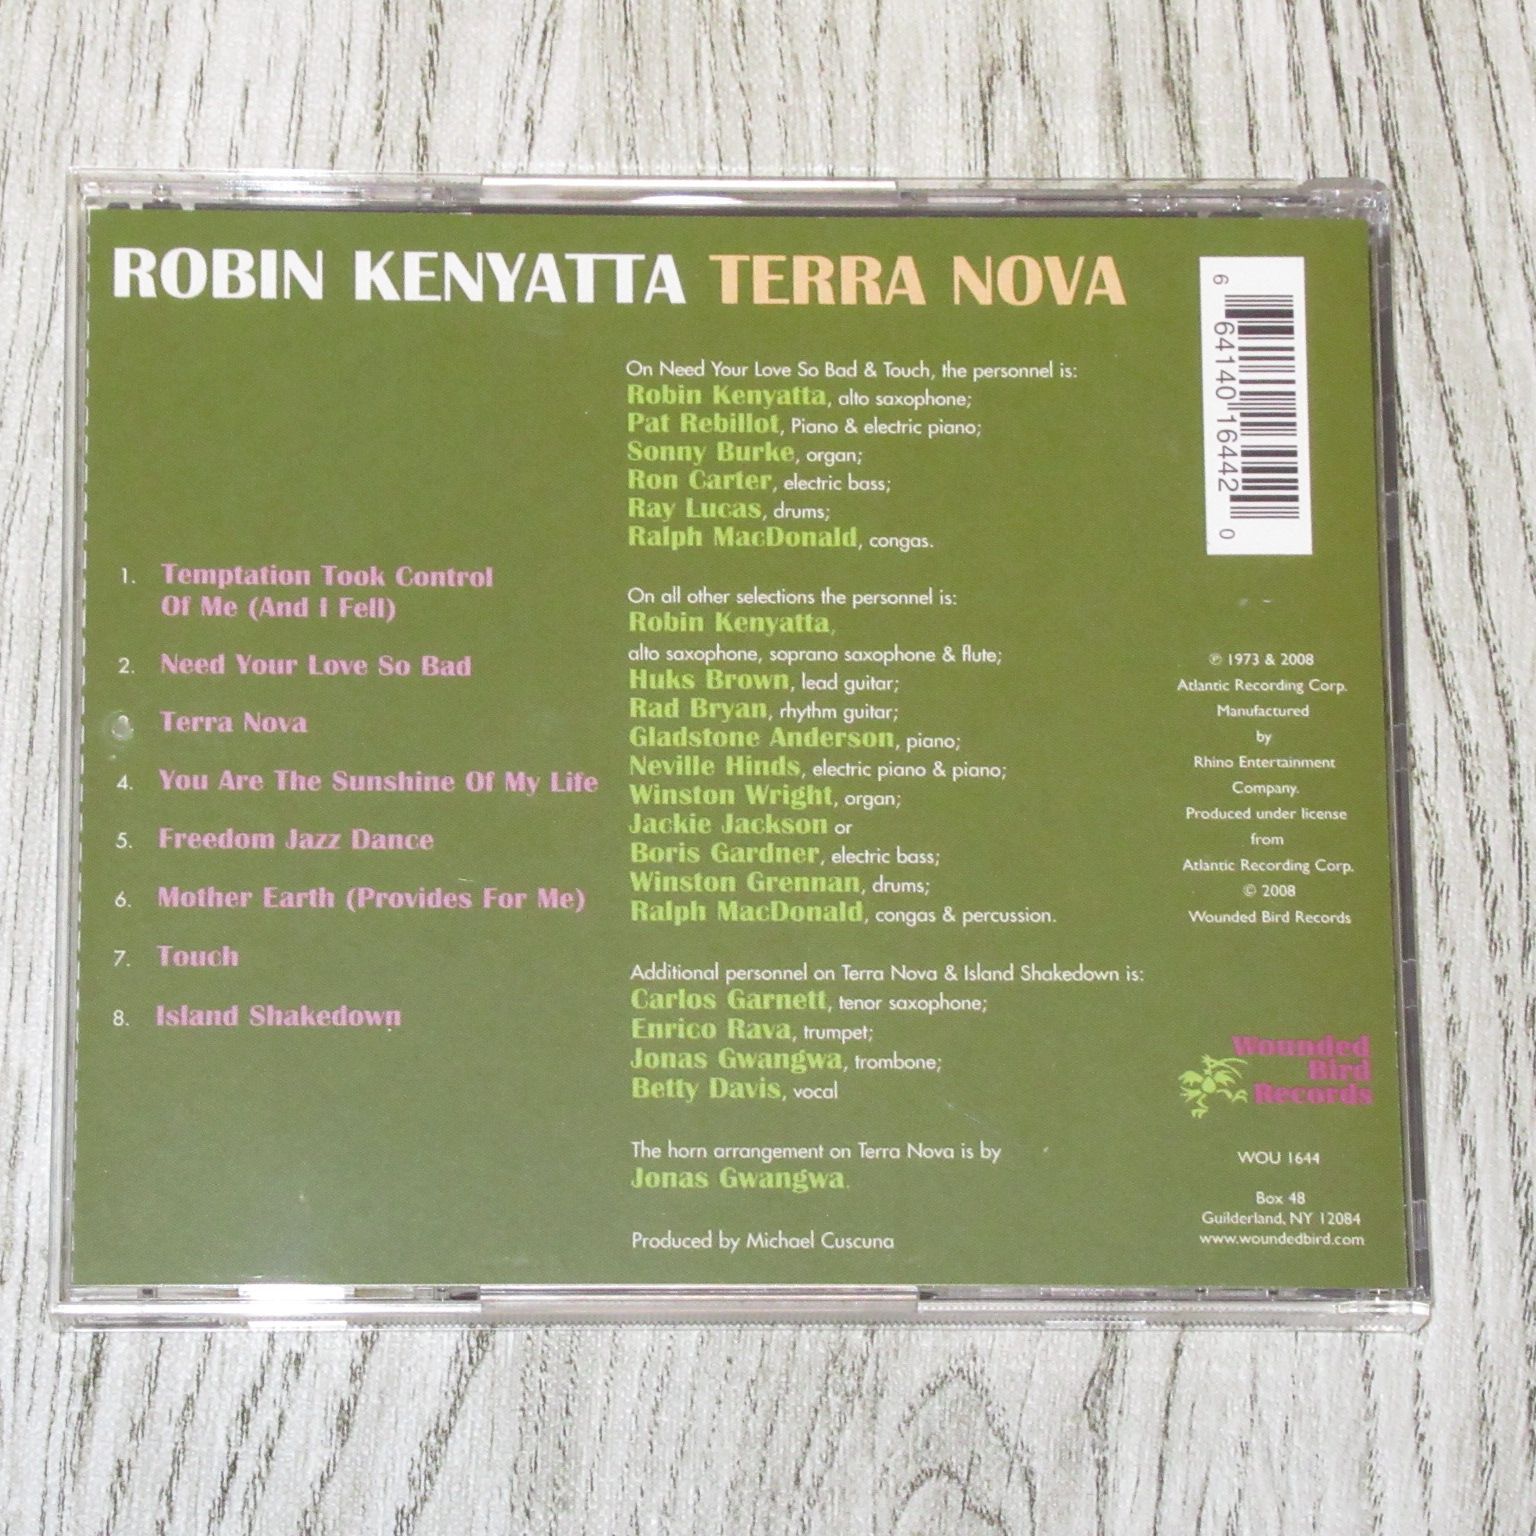 ROBIN KENYATTA TERRA NOVA
1. Temptation Took Control
Of Me (And I Fell)
2. Need Your Love So Bad
Terra Nova
4. You Are The Sunshine Of My Life
5. Freedom Jazz Dance
6. Mother Earth (Provides For Me)
7. Touch
8. Island Shakedown
On Need Your Love So Bad & Touch, the personnel is:
Robin Kenyatta, alto saxophone;
Pat Rebillot, Piano & electric piano;
Sonny Burke, organ;
Ron Carter, electric bass;
Ray Lucas, drums;
Ralph MacDonald, congas.
On all other selections the personnel is:
Robin Kenyatta,
alto saxophone, soprano saxophone & flute;
Huks Brown, lead guitar;
Rad Bryan, rhythm guitar;
Gladstone Anderson, piano;
Neville Hinds, electric piano & piano;
Winston Wright, organ;
Jackie Jackson or
Boris Gardner, electric bass;
Winston Grennan, drums;
Ralph MacDonald, congas & percussion.
Additional personnel on Terra Nova & Island Shakedown is:
Carlos Garnett, tenor saxophone;
Enrico Rava, trumpet;
Jonas Gwangwa, trombone;
Betty Davis, vocal
The horn arrangement on Terra Nova is by
Jonas Gwangwa.
Produced by Michael Cuscuna
6 64140 16442 0
℗ 1973 & 2008
Atlantic Recording Corp.
Manufactured
by
Rhino Entertainment
Company.
Produced under license
from
Atlantic Recording Corp.
© 2008
Wounded Bird Records
Wounded
Bird
Records
WOU 1644
Box 48
Guilderland, NY 12084
www.woundedbird.com